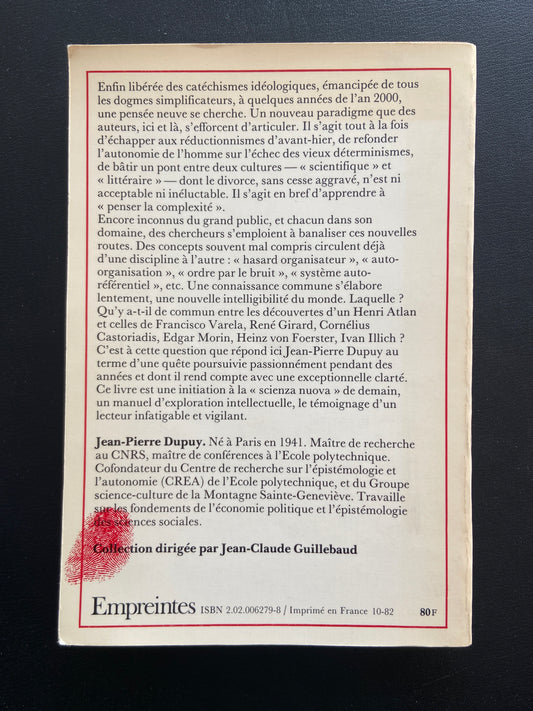 Enfin libérée des catéchismes idéologiques, émancipée de tous
les dogmes simplificateurs, à quelques années de l'an 2000,
une pensée neuve se cherche. Un nouveau paradigme que des
auteurs, ici et là, s'efforcent d'articuler. Il s'agit tout à la fois
d'échapper aux réductionnismes d'avant-hier, de refonder
l'autonomie de l'homme sur l'échec des vieux déterminismes,
de bâtir un pont entre deux cultures — « scientifique » et
« littéraire » — dont le divorce, sans cesse aggravé, n'est ni
acceptable ni inéluctable. Il s'agit en bref d'apprendre à
« penser la complexité ».
Encore inconnus du grand public, et chacun dans son
domaine, des chercheurs s'emploient à banaliser ces nouvelles
routes. Des concepts souvent mal compris circulent déjà
d'une discipline à l'autre : « hasard organisateur », « auto-
organisation », « ordre par le bruit », « système auto-
référentiel », etc. Une connaissance commune s'élabore
lentement, une nouvelle intelligibilité du monde. Laquelle ?
Qu'y a-t-il de commun entre les découvertes d'un Henri Atlan
et celles de Francisco Varela, René Girard, Cornélius
Castoriadis, Edgar Morin, Heinz von Foerster, Ivan Illich ?
C'est à cette question que répond ici Jean-Pierre Dupuy au
terme d'une quête poursuivie passionnément pendant des
années et dont il rend compte avec une exceptionnelle clarté.
Ce livre est une initiation à la « scienza nuova » de demain,
un manuel d'exploration intellectuelle, le témoignage d'un
lecteur infatigable et vigilant.
Jean-Pierre Dupuy. Né à Paris en 1941. Maître de recherche
au CNRS, maître de conférences à l'Ecole polytechnique.
Cofondateur du Centre de recherche sur l'épistémologie et
l'autonomie (CREA) de l'Ecole polytechnique, et du Groupe
science-culture de la Montagne Sainte-Geneviève. Travaille
sur les fondements de l'économie politique et l'épistémologie
des sciences sociales.
Collection dirigée par Jean-Claude Guillebaud
Empreintes ISBN 2.02.006279-8 / Imprimé en France 10-82 80 F